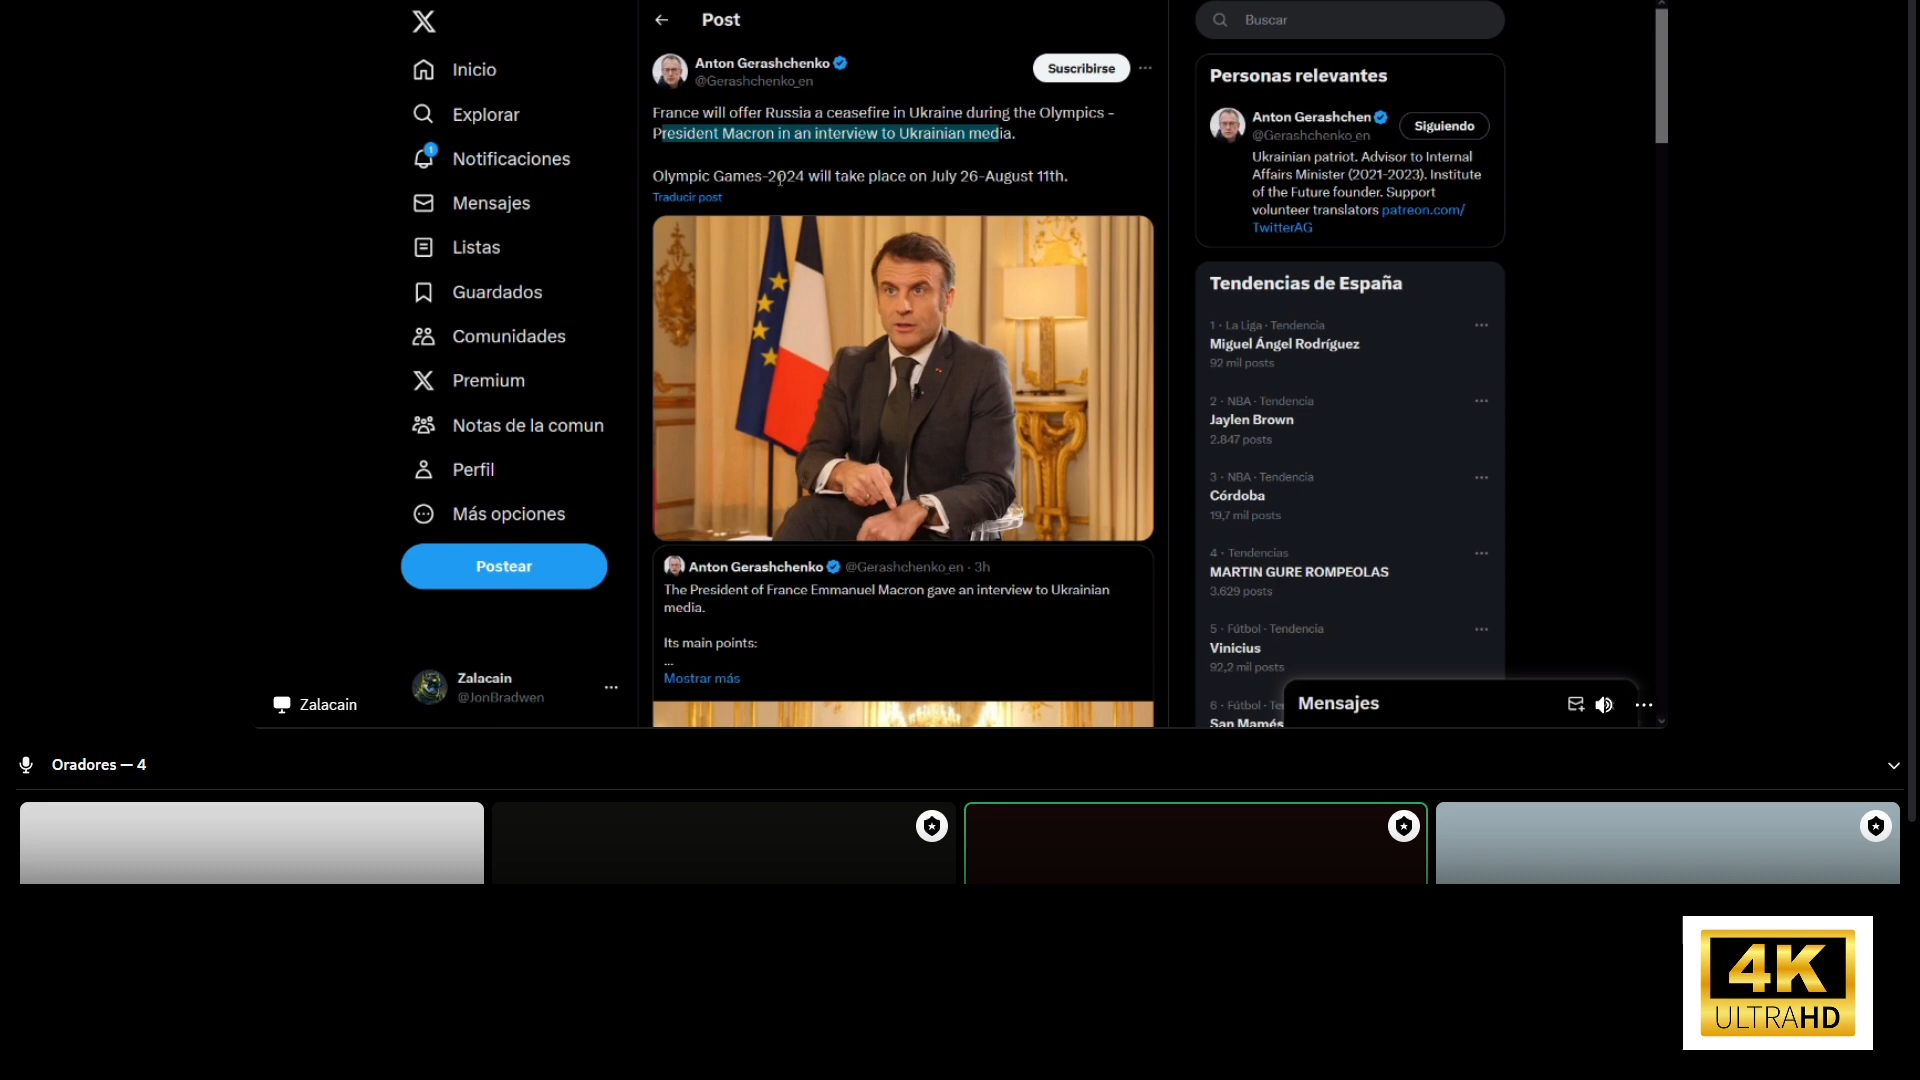 Inicio
Explorar
1
Notificaciones
Mensajes
Listas
Guardados
Comunidades
Premium
Notas de la comun
Perfil
Más opciones
Postear
Zalacain
@JonBradwen
Zalacain
Post
Anton Gerashchenko
@Gerashchenko_en
Suscribirse
France will offer Russia a ceasefire in Ukraine during the Olympics -
President Macron in an interview to Ukrainian media.
Olympic Games-2024 will take place on July 26-August 11th.
Traducir post
Anton Gerashchenko @Gerashchenko_en · 3h
The President of France Emmanuel Macron gave an interview to Ukrainian
media.
Its main points:
...
Mostrar más
Buscar
Personas relevantes
Anton Gerashchen
@Gerashchenko_en
Siguiendo
Ukrainian patriot. Advisor to Internal
Affairs Minister (2021-2023). Institute
of the Future founder. Support
volunteer translators patreon.com/
TwitterAG
Tendencias de España
1 · La Liga · Tendencia
Miguel Ángel Rodríguez
92 mil posts
2 · NBA · Tendencia
Jaylen Brown
2.847 posts
3 · NBA · Tendencia
Córdoba
19,7 mil posts
4 · Tendencias
MARTIN GURE ROMPEOLAS
3.629 posts
5 · Fútbol · Tendencia
Vinicius
92,2 mil posts
6 · Fútbol · Te
San Mamés
Mensajes
Oradores — 4
4K
ULTRAHD